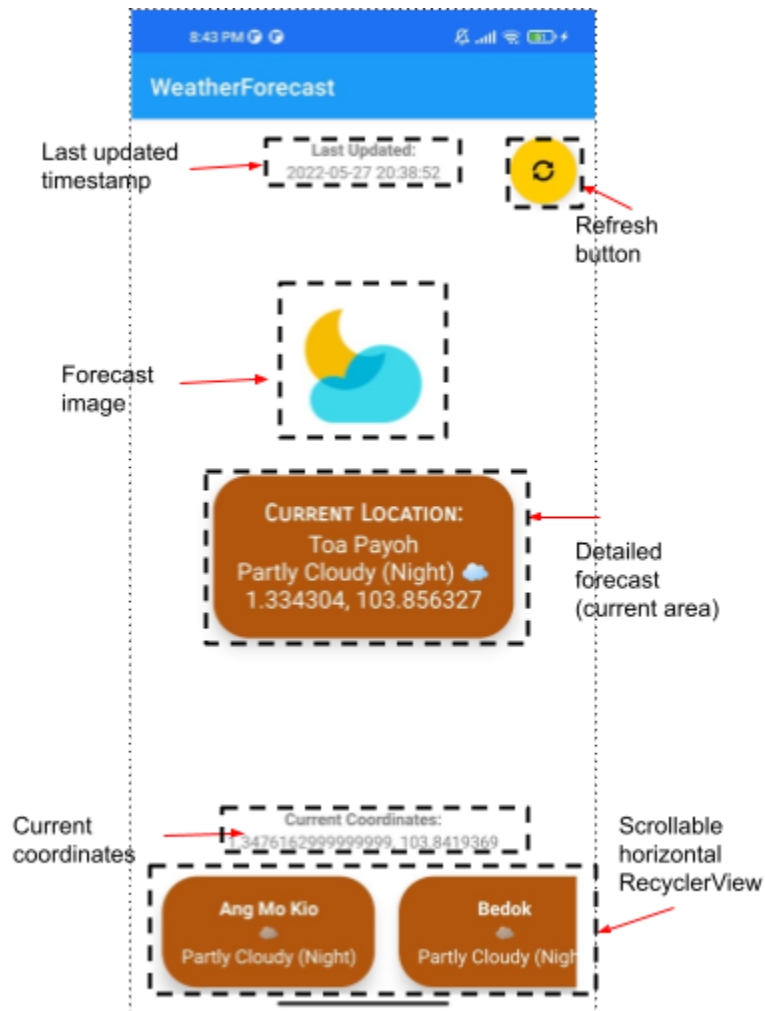 8:43 PM
WeatherForecast
Last updated
timestamp
Last Updated:
2022-05-27 20:38:52
Refresh
button
Forecast
image
CURRENT LOCATION:
Toa Payoh
Partly Cloudy (Night)
1.334304, 103.856327
Detailed
forecast
(current area)
Current
coordinates
Current Coordinates:
1.3476162999999999, 103.8419369
Scrollable
horizontal
RecyclerView
Ang Mo Kio
Partly Cloudy (Night)
Bedok
Partly Cloudy (Nigh